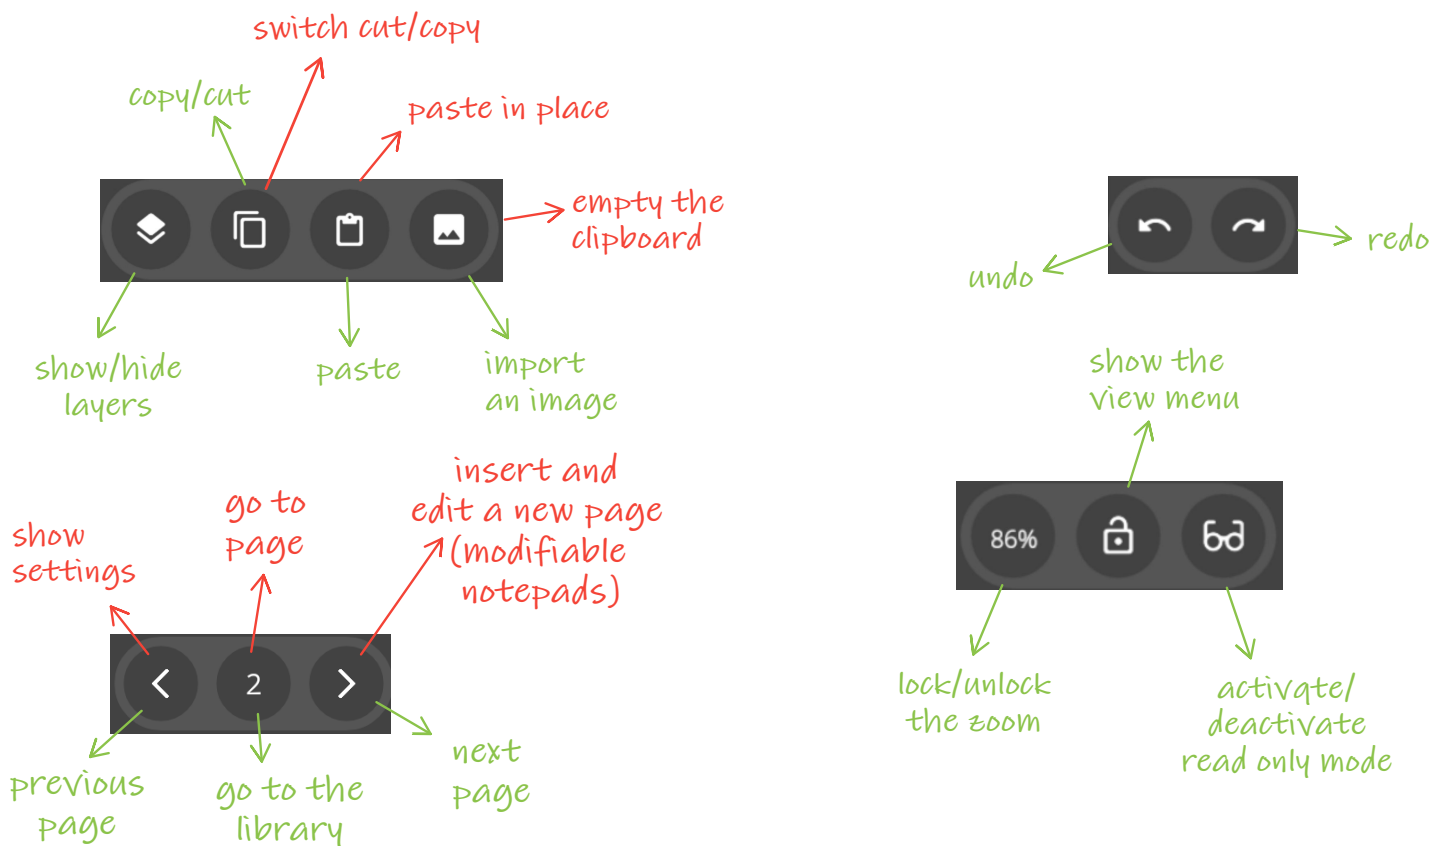 switch cut/copy
copy/cut
paste in place
empty the
clipboard
show/hide
layers
paste
import
an image
undo
redo
show the
view menu
86%
lock/unlock
the zoom
activate/
deactivate
read only mode
insert and
edit a new page
(modifiable
notepads)
go to
page
show
settings
2
previous
page
go to the
library
next
page